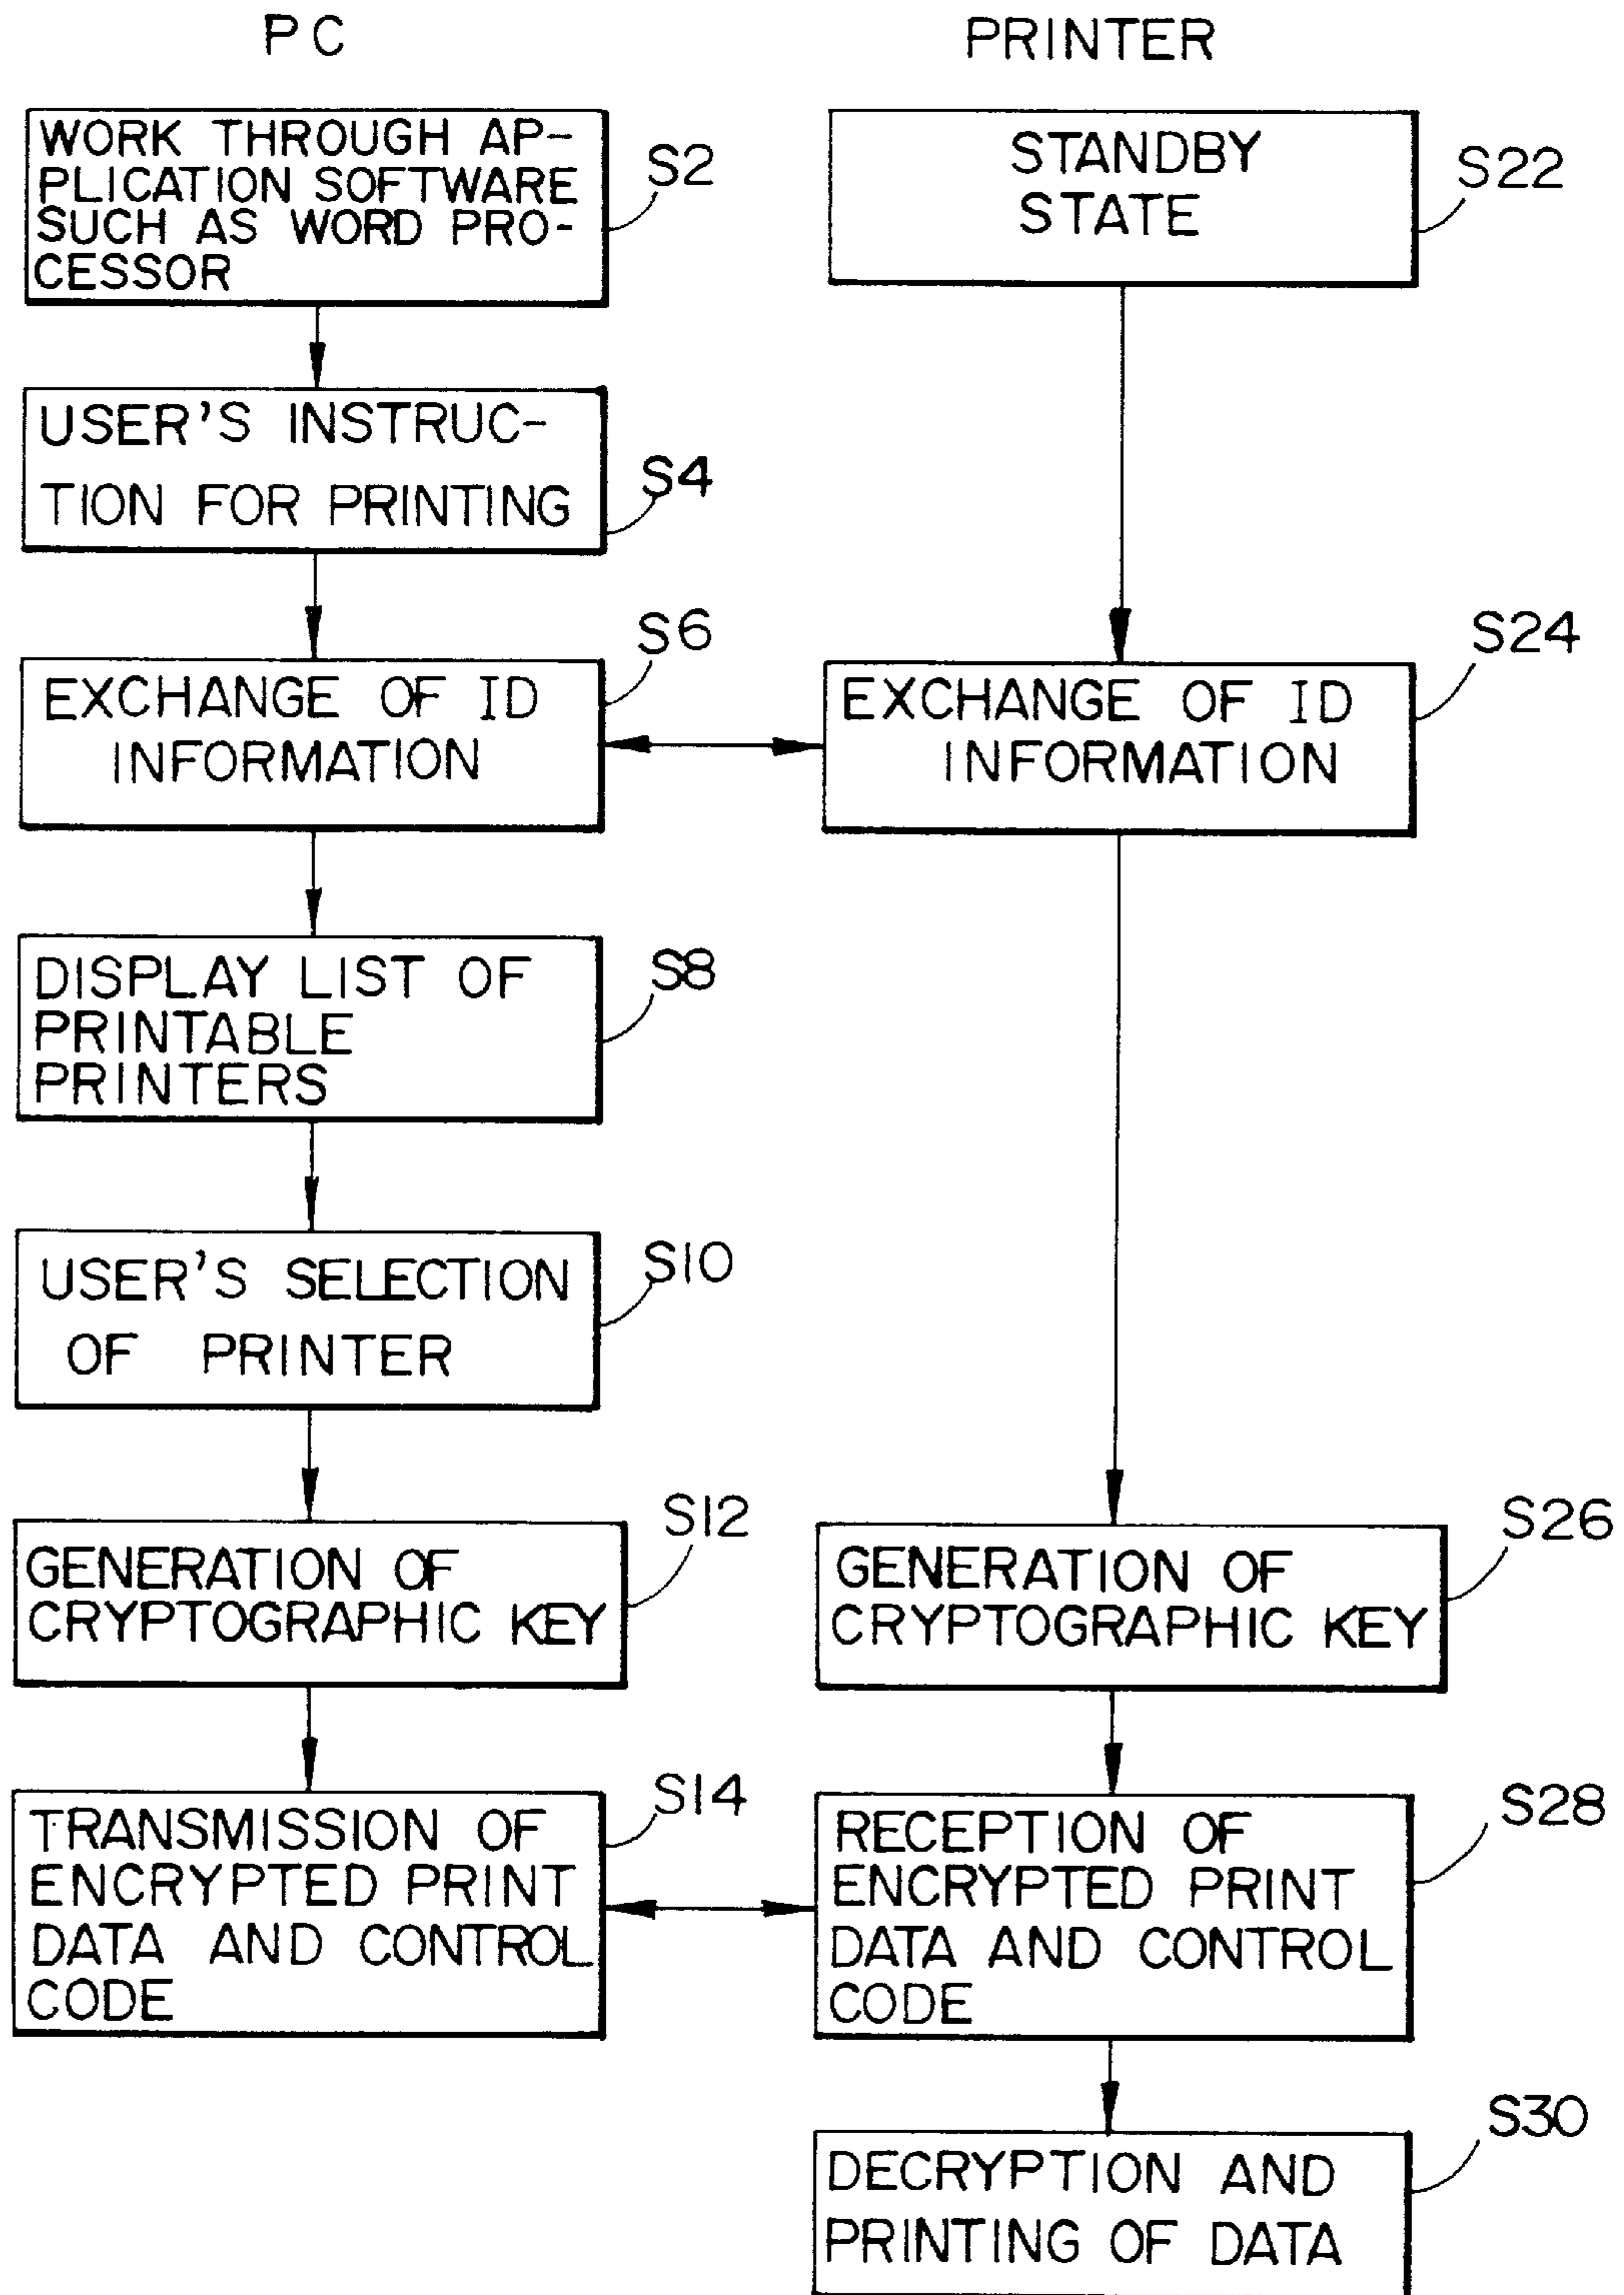 PC
WORK THROUGH AP-
PLICATION SOFTWARE
SUCH AS WORD PRO-
CESSOR
S2
USER'S INSTRUC-
TION FOR PRINTING
S4
EXCHANGE OF ID
INFORMATION
S6
DISPLAY LIST OF
PRINTABLE
PRINTERS
S8
USER'S SELECTION
OF PRINTER
S10
GENERATION OF
CRYPTOGRAPHIC KEY
S12
TRANSMISSION OF
ENCRYPTED PRINT
DATA AND CONTROL
CODE
S14
PRINTER
STANDBY
STATE
S22
EXCHANGE OF ID
INFORMATION
S24
GENERATION OF
CRYPTOGRAPHIC KEY
S26
RECEPTION OF
ENCRYPTED PRINT
DATA AND CONTROL
CODE
S28
DECRYPTION AND
PRINTING OF DATA
S30